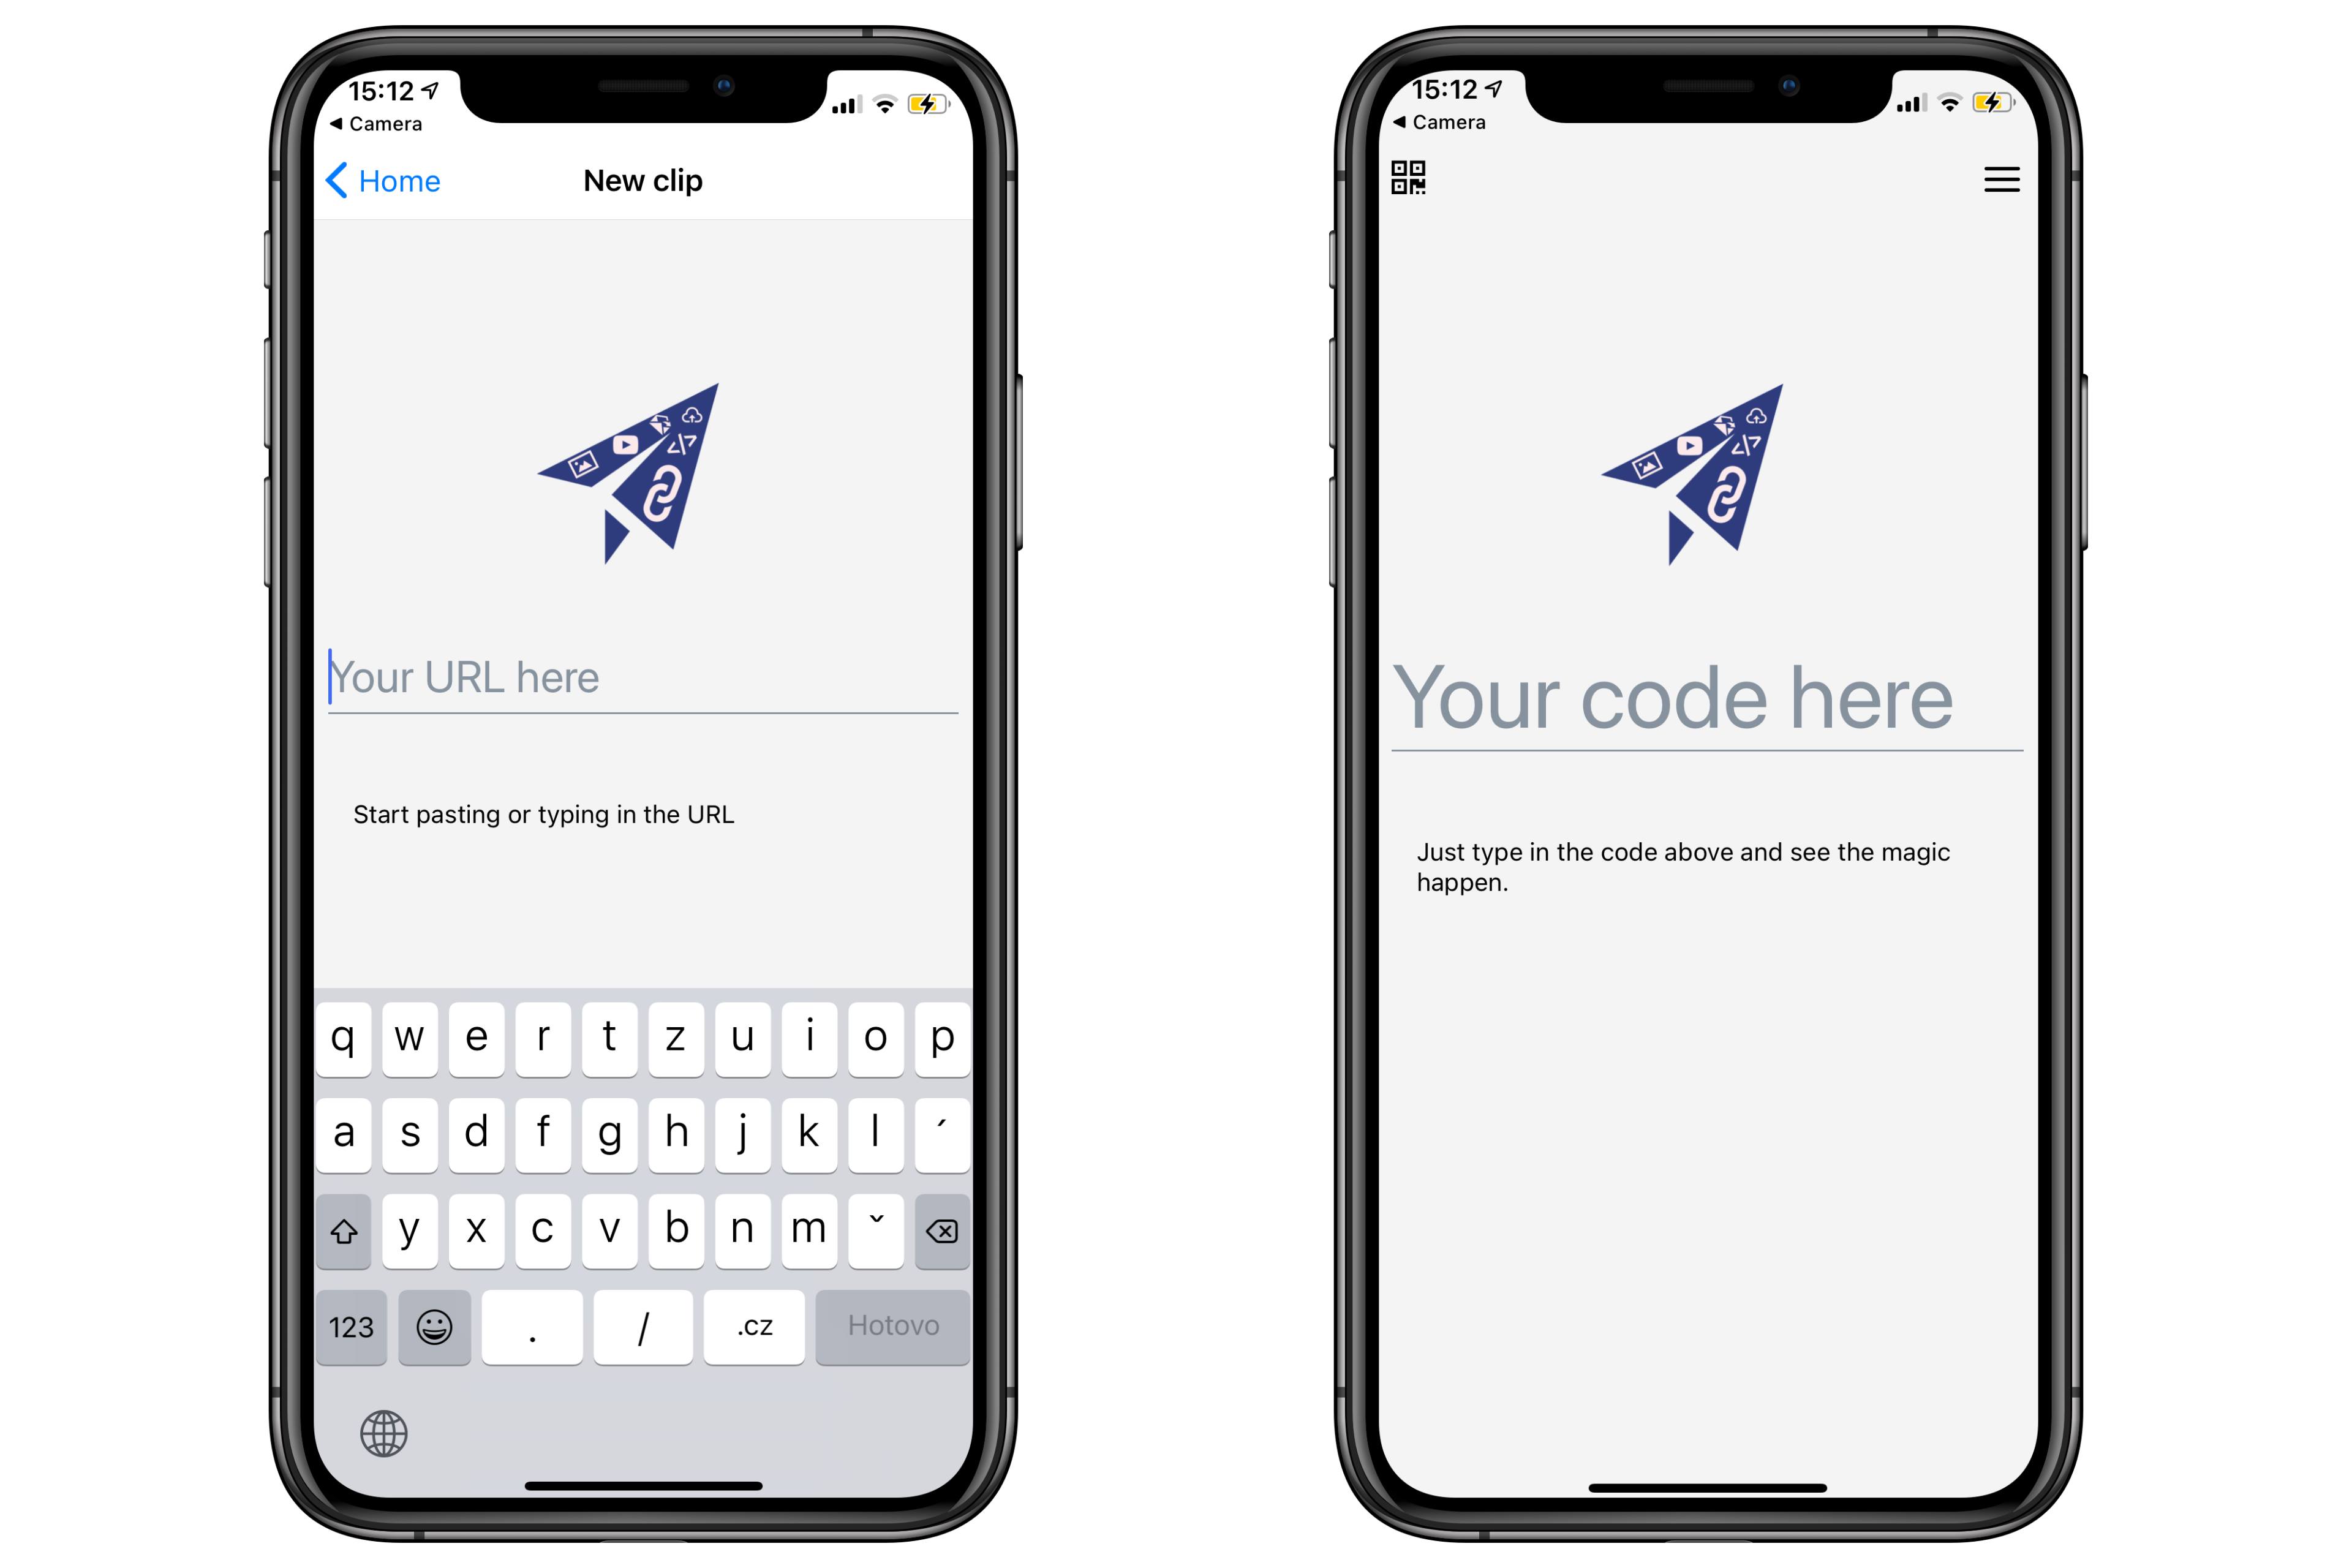 15:12
Camera
Home
New clip
Your URL here
Start pasting or typing in the URL
q w e r t z u i o p
a s d f g h j k l ´
y x c v b n m ˇ
123 . / .cz Hotovo
15:12
Camera
Your code here
Just type in the code above and see the magic
happen.